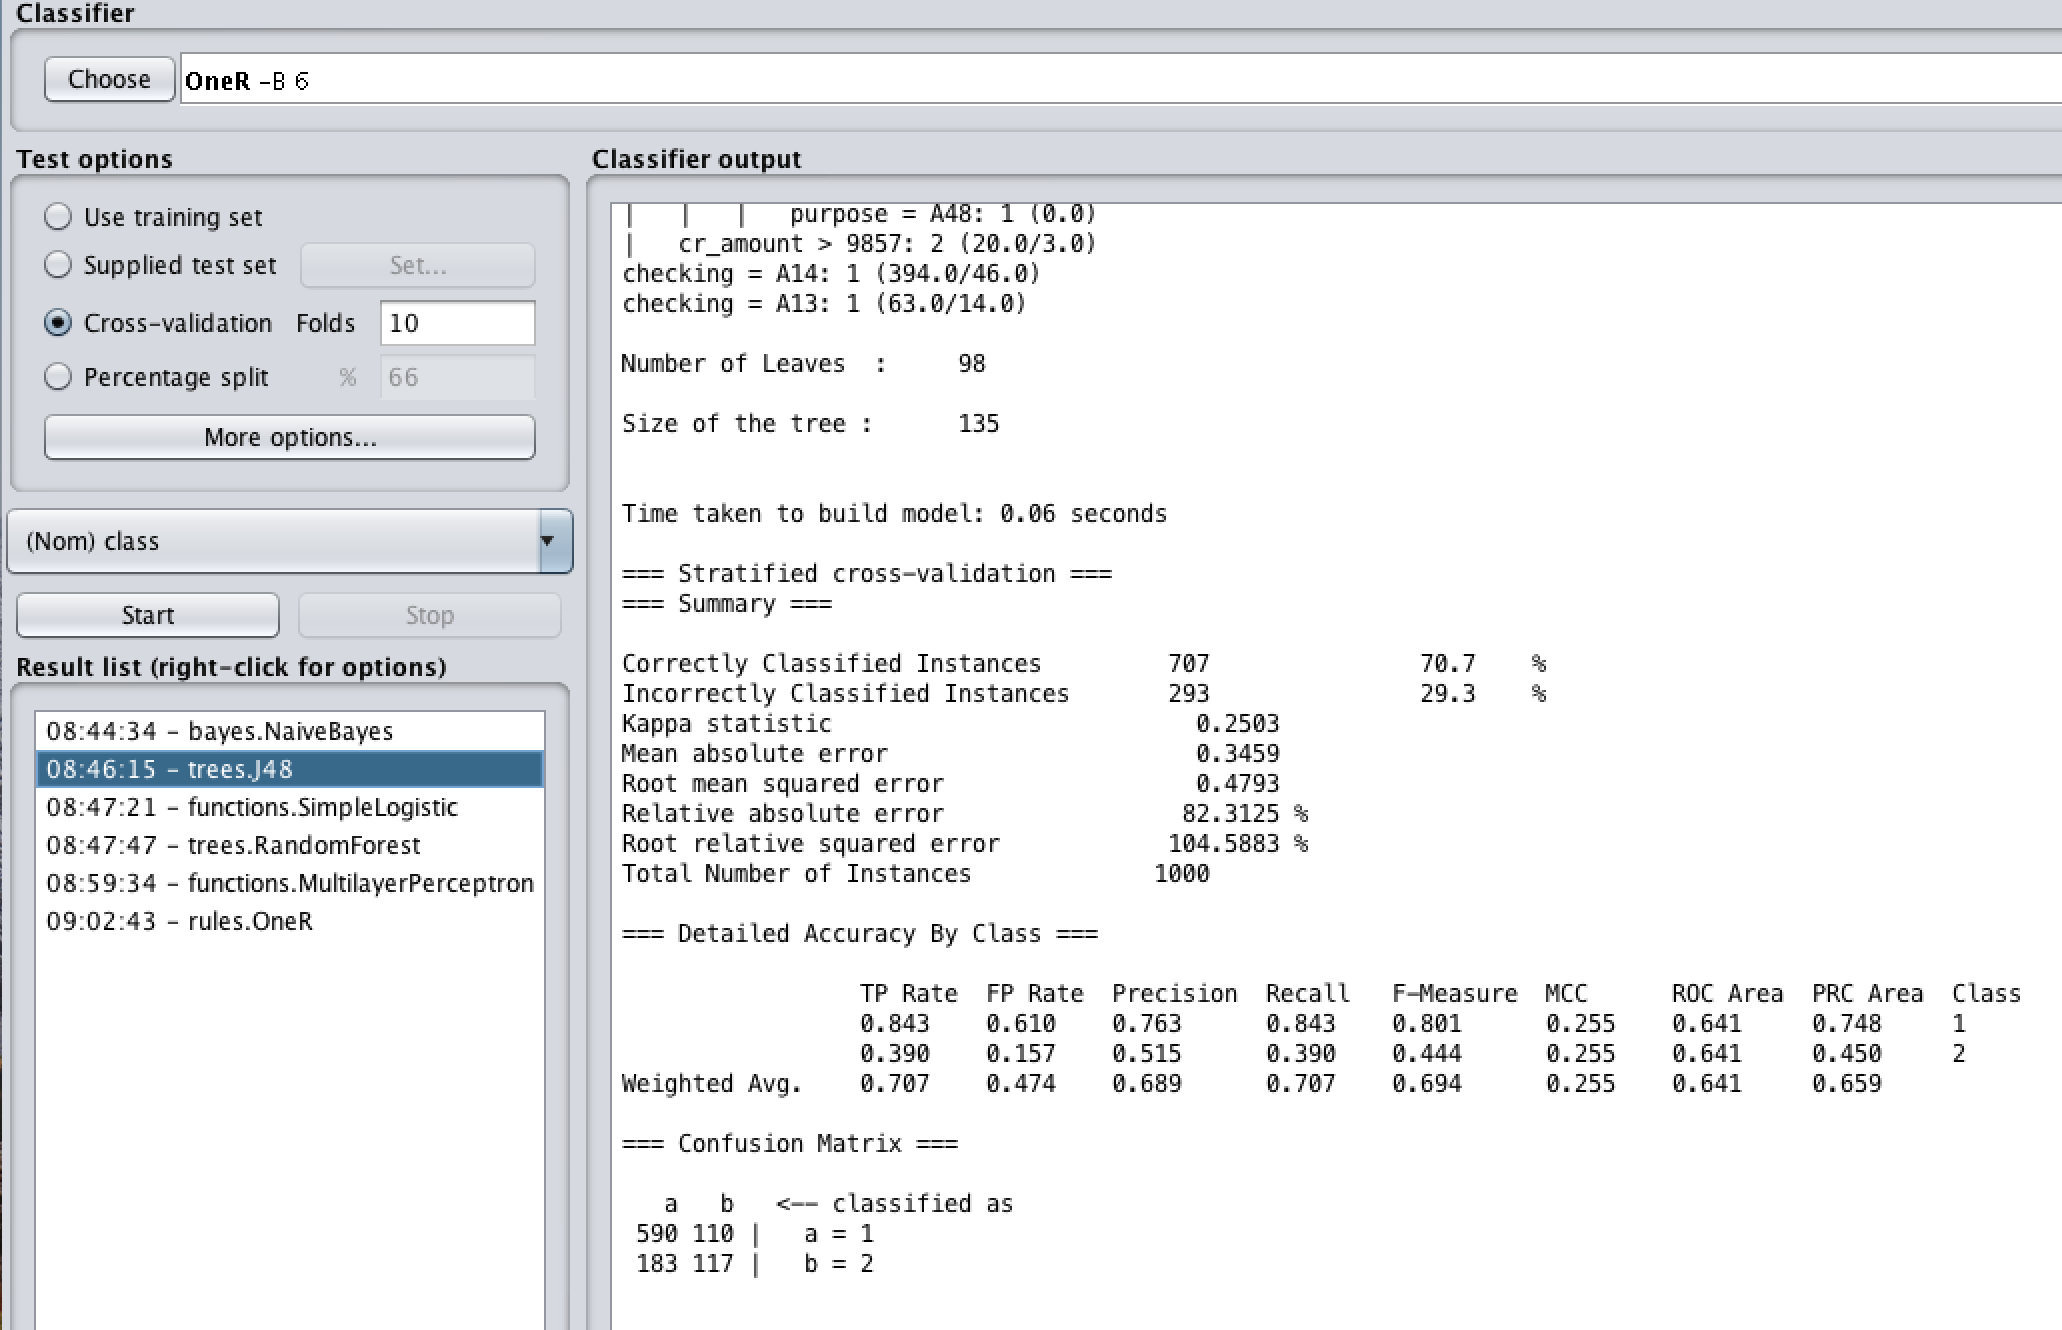 Classifier
Choose OneR -B 6
Test options
Use training set
Supplied test set Set...
Cross-validation Folds 10
Percentage split % 66
More options...
(Nom) class
Start Stop
Result list (right-click for options)
08:44:34 - bayes.NaiveBayes
08:46:15 - trees.J48
08:47:21 - functions.SimpleLogistic
08:47:47 - trees.RandomForest
08:59:34 - functions.MultilayerPerceptron
09:02:43 - rules.OneR
Classifier output
| | | purpose = A48: 1 (0.0)
| cr_amount > 9857: 2 (20.0/3.0)
checking = A14: 1 (394.0/46.0)
checking = A13: 1 (63.0/14.0)
Number of Leaves : 98
Size of the tree : 135
Time taken to build model: 0.06 seconds
=== Stratified cross-validation ===
=== Summary ===
Correctly Classified Instances 707 70.7 %
Incorrectly Classified Instances 293 29.3 %
Kappa statistic 0.2503
Mean absolute error 0.3459
Root mean squared error 0.4793
Relative absolute error 82.3125 %
Root relative squared error 104.5883 %
Total Number of Instances 1000
=== Detailed Accuracy By Class ===
TP Rate FP Rate Precision Recall F-Measure MCC ROC Area PRC Area Class
0.843 0.610 0.763 0.843 0.801 0.255 0.641 0.748 1
0.390 0.157 0.515 0.390 0.444 0.255 0.641 0.450 2
Weighted Avg. 0.707 0.474 0.689 0.707 0.694 0.255 0.641 0.659
=== Confusion Matrix ===
a b <-- classified as
590 110 | a = 1
183 117 | b = 2